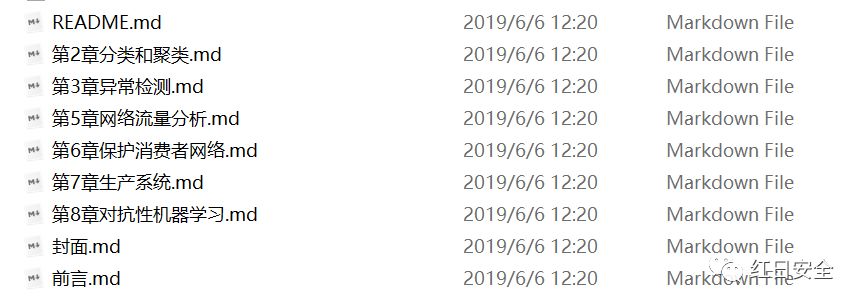 README.md 2019/6/6 12:20 Markdown File
第2章分类和聚类.md 2019/6/6 12:20 Markdown File
第3章异常检测.md 2019/6/6 12:20 Markdown File
第5章网络流量分析.md 2019/6/6 12:20 Markdown File
第6章保护消费者网络.md 2019/6/6 12:20 Markdown File
第7章生产系统.md 2019/6/6 12:20 Markdown File
第8章对抗性机器学习.md 2019/6/6 12:20 Markdown File
封面.md 2019/6/6 12:20 Markdown File
前言.md 2019/6/6 12:20 Markdown File
红日安全